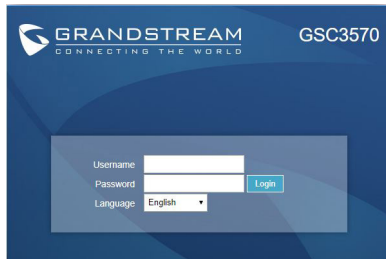 GRANDSTREAM
CONNECTING THE WORLD
GSC3570
Username
Password
Login
Language
English